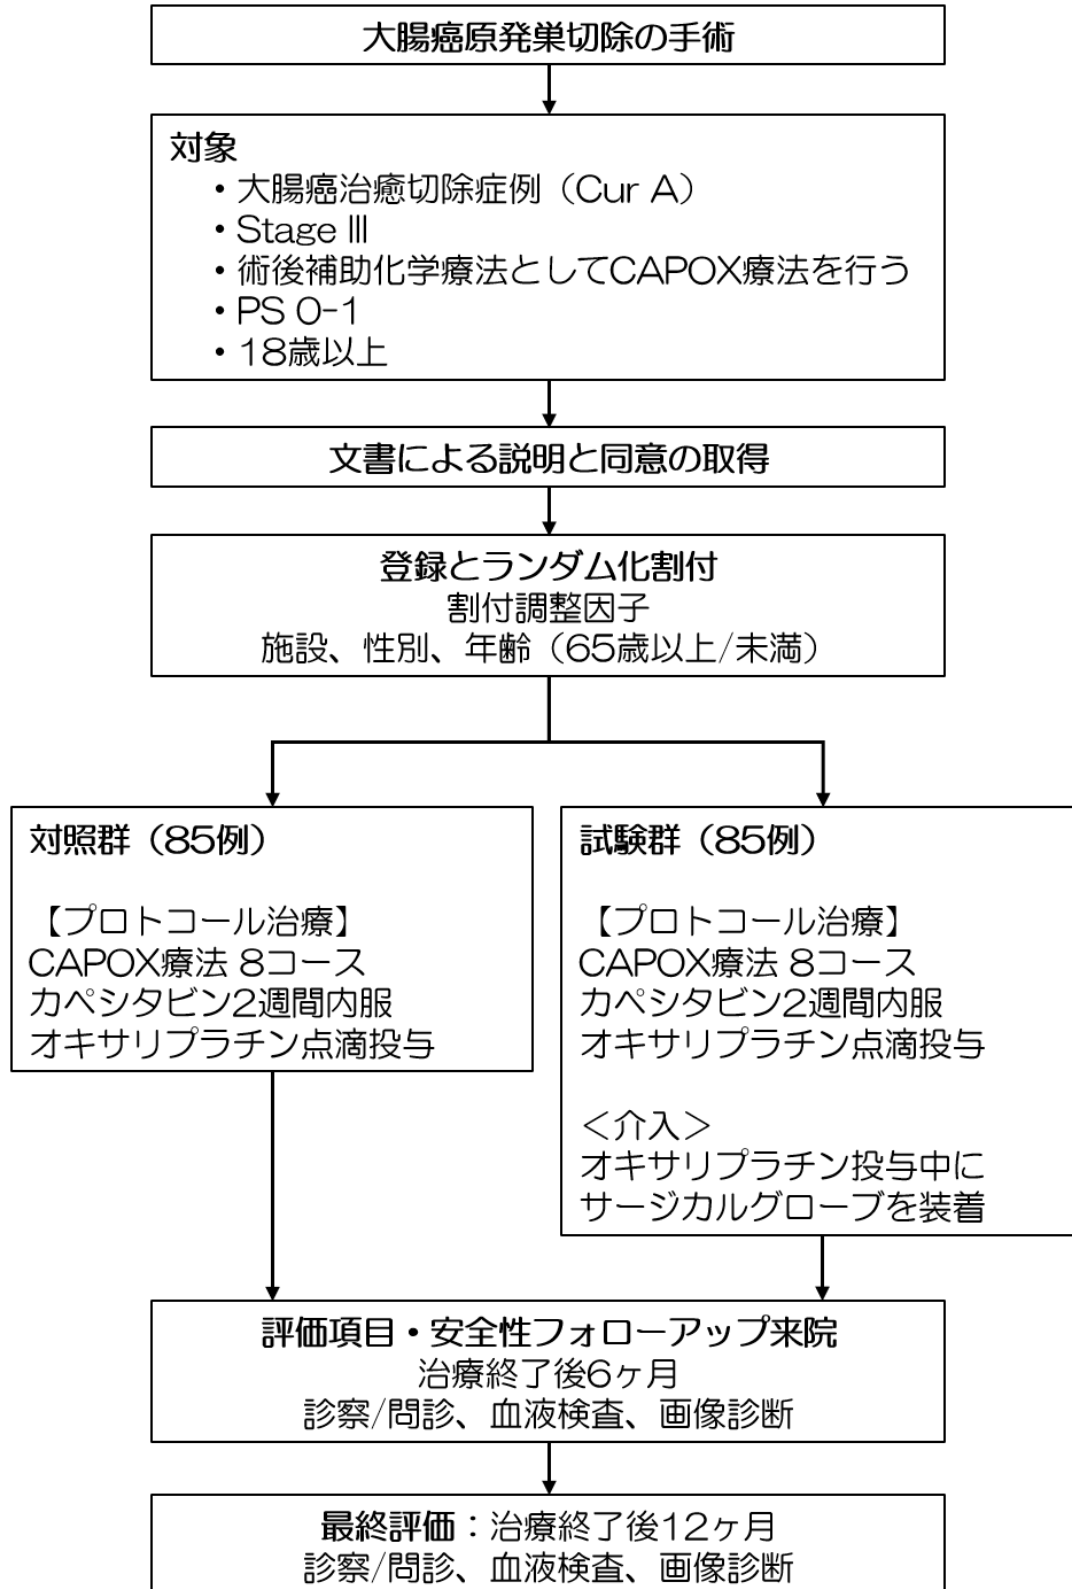 大腸癌原発巣切除の手術
対象
・大腸癌治癒切除症例（Cur A）
・Stage Ⅲ
・術後補助化学療法としてCAPOX療法を行う
・PS 0-1
・18歳以上
文書による説明と同意の取得
登録とランダム化割付
割付調整因子
施設、性別、年齢（65歳以上/未満）
対照群（85例）
【プロトコール治療】
CAPOX療法 8コース
カペシタビン2週間内服
オキサリプラチン点滴投与
試験群（85例）
【プロトコール治療】
CAPOX療法 8コース
カペシタビン2週間内服
オキサリプラチン点滴投与
＜介入＞
オキサリプラチン投与中に
サージカルグローブを装着
評価項目・安全性フォローアップ来院
治療終了後6ヶ月
診察/問診、血液検査、画像診断
最終評価：治療終了後12ヶ月
診察/問診、血液検査、画像診断